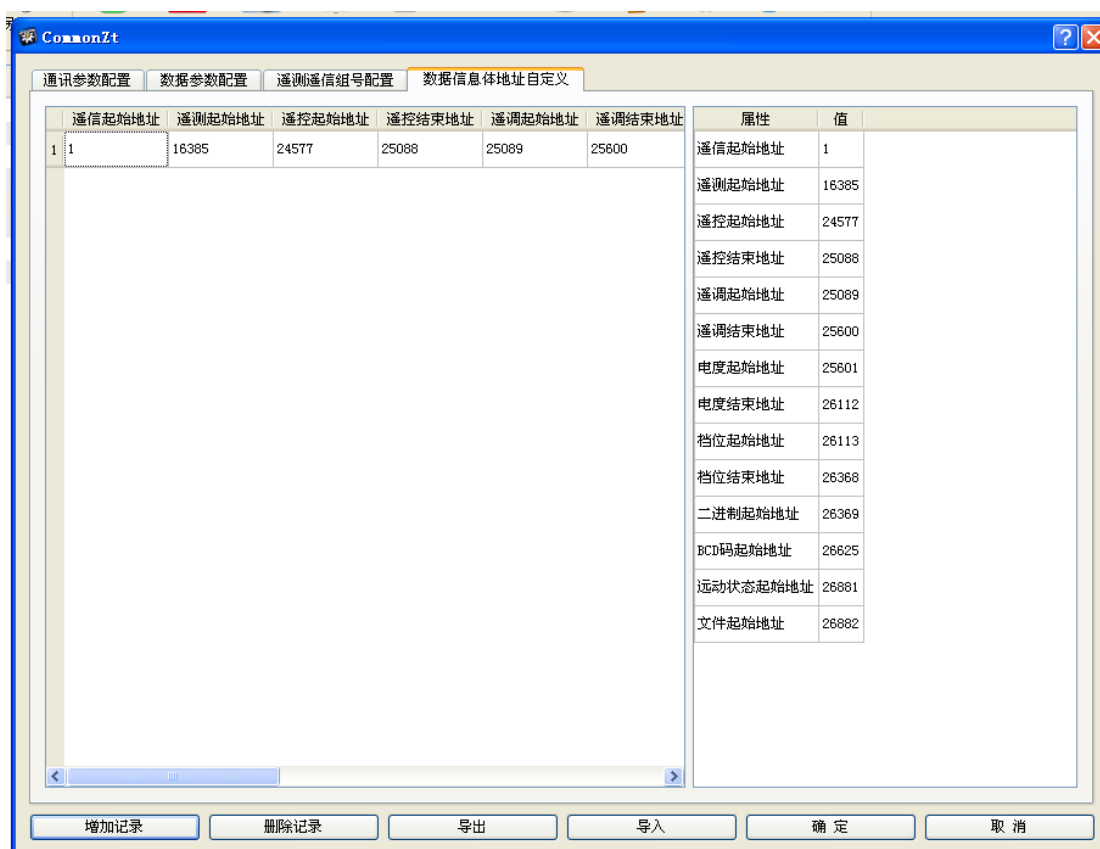 CommonZt
通讯参数配置 数据参数配置 遥测遥信组号配置 数据信息体地址自定义
遥信起始地址 遥测起始地址 遥控起始地址 遥控结束地址 遥调起始地址 遥调结束地址
1 1 16385 24577 25088 25089 25600
属性 值
遥信起始地址 1
遥测起始地址 16385
遥控起始地址 24577
遥控结束地址 25088
遥调起始地址 25089
遥调结束地址 25600
电度起始地址 25601
电度结束地址 26112
档位起始地址 26113
档位结束地址 26368
二进制起始地址 26369
BCD码起始地址 26625
远动状态起始地址 26881
文件起始地址 26882
增加记录 删除记录 导出 导入 确 定 取 消